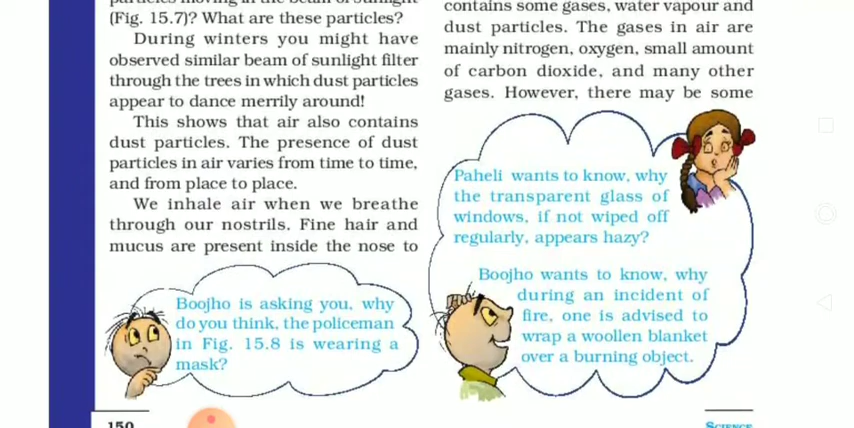 particles moving in the beam of sunlight
(Fig. 15.7)? What are these particles?
During winters you might have
observed similar beam of sunlight filter
through the trees in which dust particles
appear to dance merrily around!
This shows that air also contains
dust particles. The presence of dust
particles in air varies from time to time,
and from place to place.
We inhale air when we breathe
through our nostrils. Fine hair and
mucus are present inside the nose to
Boojho is asking you, why
do you think, the policeman
in Fig. 15.8 is wearing a
mask?
150
contains some gases, water vapour and
dust particles. The gases in air are
mainly nitrogen, oxygen, small amount
of carbon dioxide, and many other
gases. However, there may be some
Paheli wants to know, why
the transparent glass of
windows, if not wiped off
regularly, appears hazy?
Boojho wants to know, why
during an incident of
fire, one is advised to
wrap a woollen blanket
over a burning object.
SCIENCE